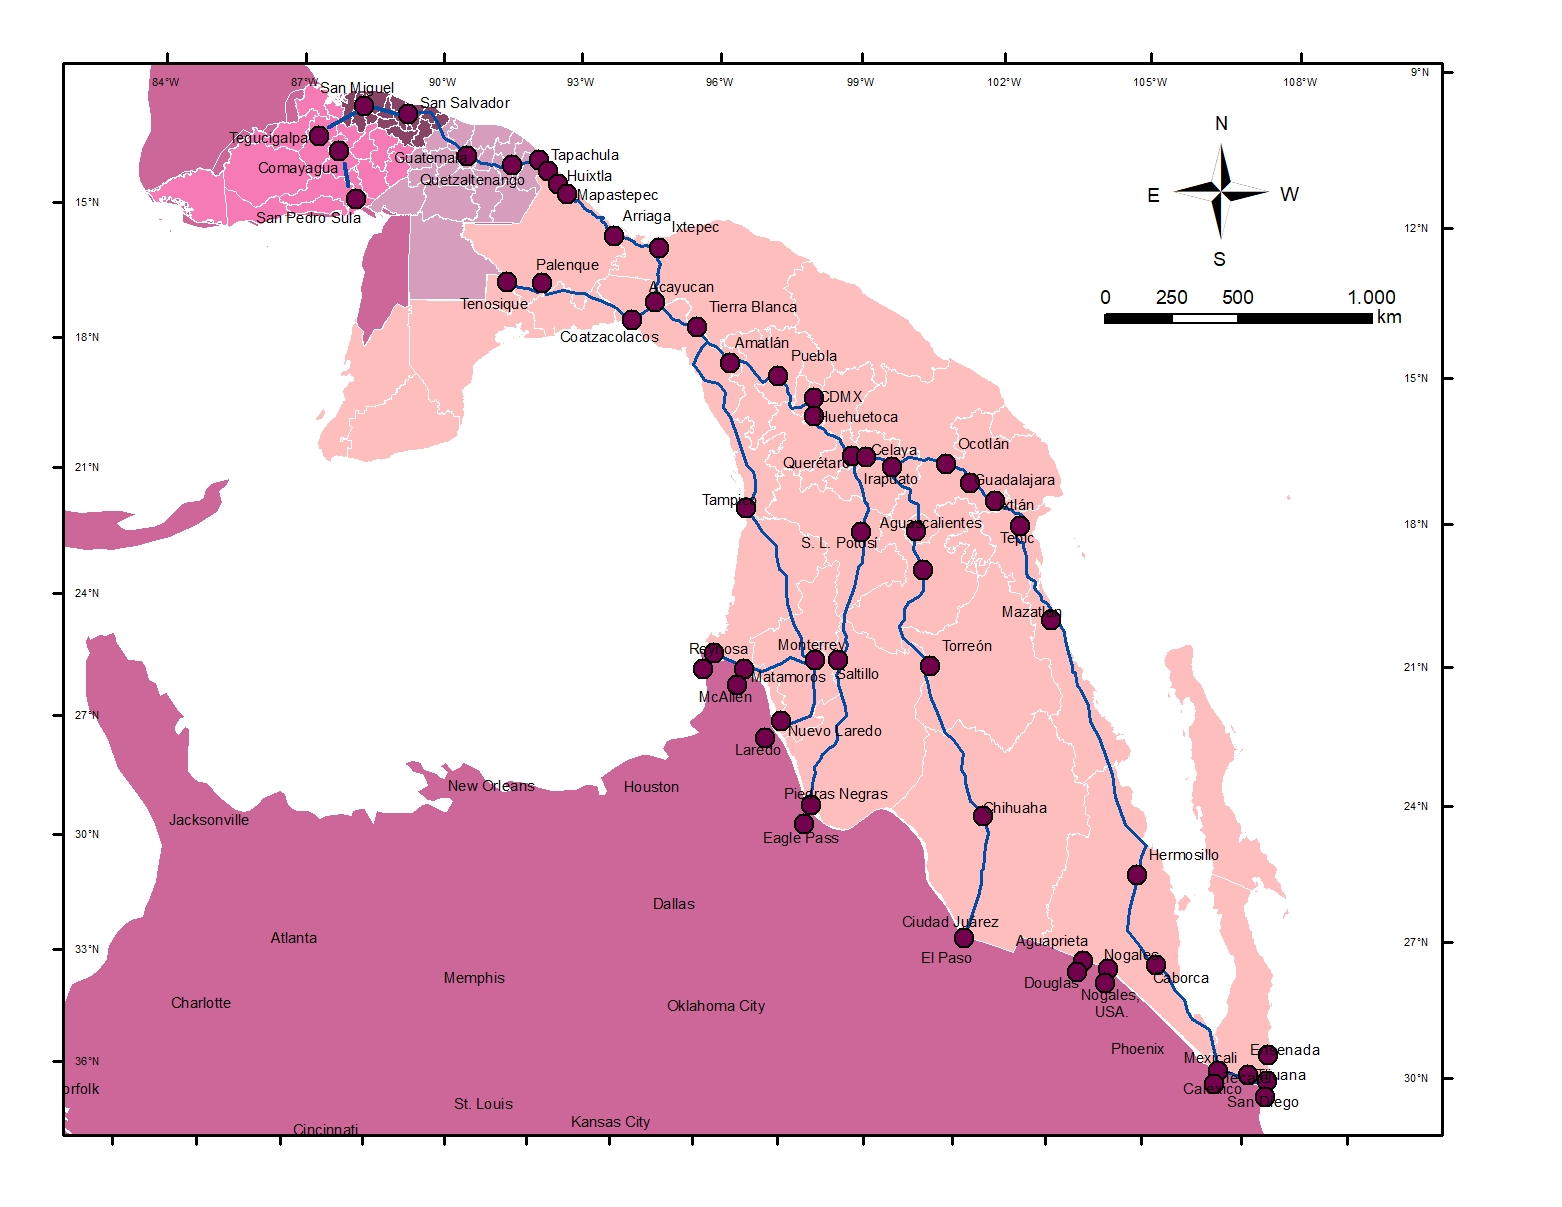 84°W
87°W
90°W
93°W
96°W
99°W
102°W
105°W
108°W
9°N
San Miguel
San Salvador
N
Tegucigalpa
Guatemala
Tapachula
Comayagua
Huixtla
Quetzaltenango
Mapastepec
E
W
15°N
San Pedro Sula
Arriaga
Ixtepec
12°N
S
Palenque
Acayucan
Tenosique
Tierra Blanca
0 250 500 1.000
km
18°N
Coatzacolacos
Amatlán
Puebla
15°N
CDMX
Huehuetoca
Celaya
Ocotlán
21°N
Querétaro
Irapuato
Guadalajara
Tampico
Ixtlán
Aguascalientes
18°N
S. L. Potosí
Tepic
24°N
Mazatlan
Reynosa
Monterrey
Torreón
21°N
Matamoros
Saltillo
McAllen
27°N
Nuevo Laredo
Laredo
New Orleans
Houston
Piedras Negras
24°N
Jacksonville
Chihuaha
30°N
Eagle Pass
Hermosillo
Dallas
Ciudad Juárez
Atlanta
Aguaprieta
27°N
33°N
El Paso
Nogales
Memphis
Douglas
Caborca
Charlotte
Oklahoma City
Nogales,
USA.
Phoenix
Ensenada
36°N
Mexicali
Tijuana
30°N
orfolk
Calexico
St. Louis
San Diego
Kansas City
Cincinnati